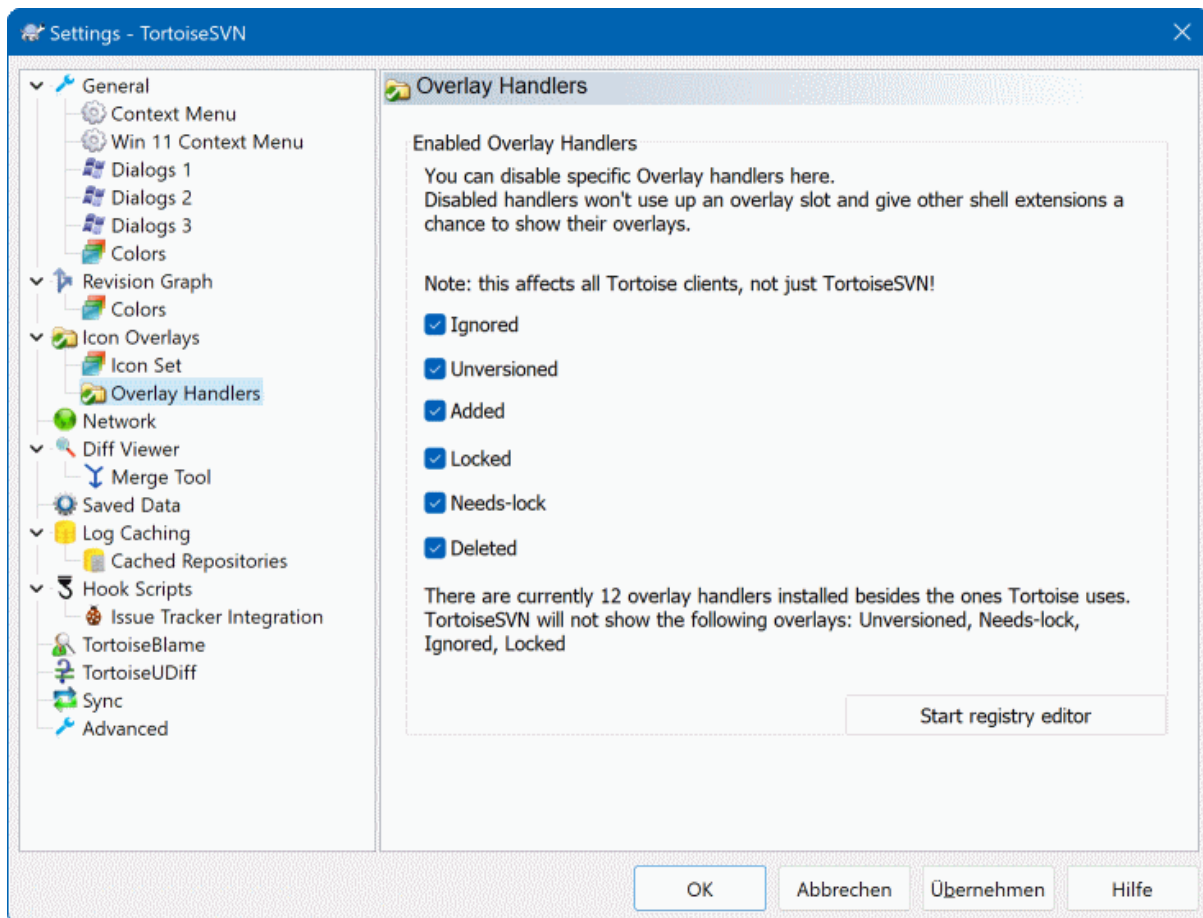 Settings - TortoiseSVN
General
Context Menu
Win 11 Context Menu
Dialogs 1
Dialogs 2
Dialogs 3
Colors
Revision Graph
Colors
Icon Overlays
Icon Set
Overlay Handlers
Network
Diff Viewer
Merge Tool
Saved Data
Log Caching
Cached Repositories
Hook Scripts
Issue Tracker Integration
TortoiseBlame
TortoiseUDiff
Sync
Advanced
Overlay Handlers
Enabled Overlay Handlers
You can disable specific Overlay handlers here.
Disabled handlers won't use up an overlay slot and give other shell extensions a
chance to show their overlays.
Note: this affects all Tortoise clients, not just TortoiseSVN!
Ignored
Unversioned
Added
Locked
Needs-lock
Deleted
There are currently 12 overlay handlers installed besides the ones Tortoise uses.
TortoiseSVN will not show the following overlays: Unversioned, Needs-lock,
Ignored, Locked
Start registry editor
OK
Abbrechen
Übernehmen
Hilfe